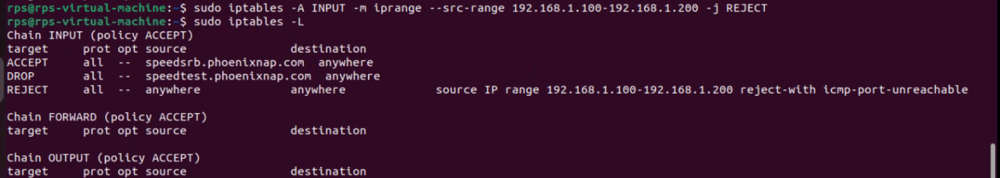 rps@rps-virtual-machine:~$ sudo iptables -A INPUT -m iprange --src-range 192.168.1.100-192.168.1.200 -j REJECT
rps@rps-virtual-machine:~$ sudo iptables -L
Chain INPUT (policy ACCEPT)
target     prot opt source               destination
ACCEPT     all  --  speedsrb.phoenixnap.com  anywhere
DROP       all  --  speedtest.phoenixnap.com  anywhere
REJECT     all  --  anywhere             anywhere             source IP range 192.168.1.100-192.168.1.200 reject-with icmp-port-unreachable
Chain FORWARD (policy ACCEPT)
target     prot opt source               destination
Chain OUTPUT (policy ACCEPT)
target     prot opt source               destination